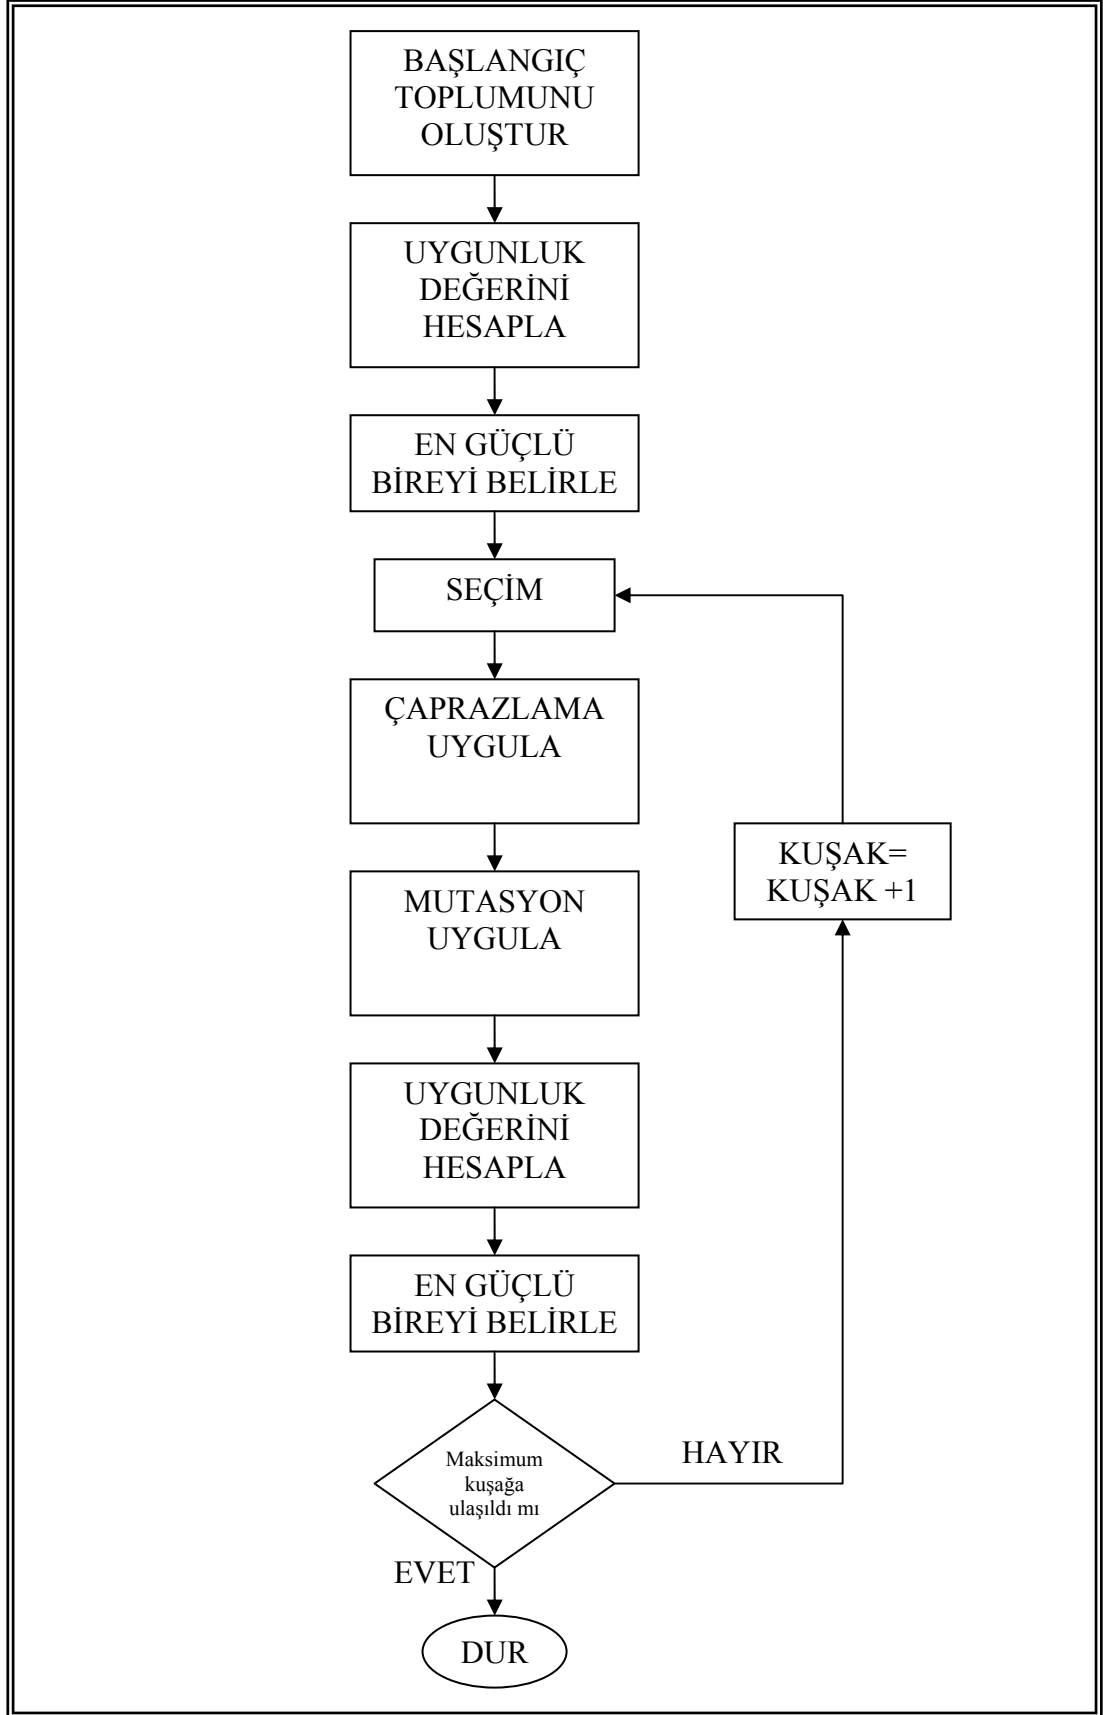 BAŞLANGIÇ
TOPLUMUNU
OLUŞTUR
UYGUNLUK
DEĞERİNİ
HESAPLA
EN GÜÇLÜ
BİREYİ BELİRLE
SEÇİM
ÇAPRAZLAMA
UYGULA
KUŞAK=
KUŞAK +1
MUTASYON
UYGULA
UYGUNLUK
DEĞERİNİ
HESAPLA
EN GÜÇLÜ
BİREYİ BELİRLE
Maksimum
kuşağa
ulaşıldı mı
HAYIR
EVET
DUR